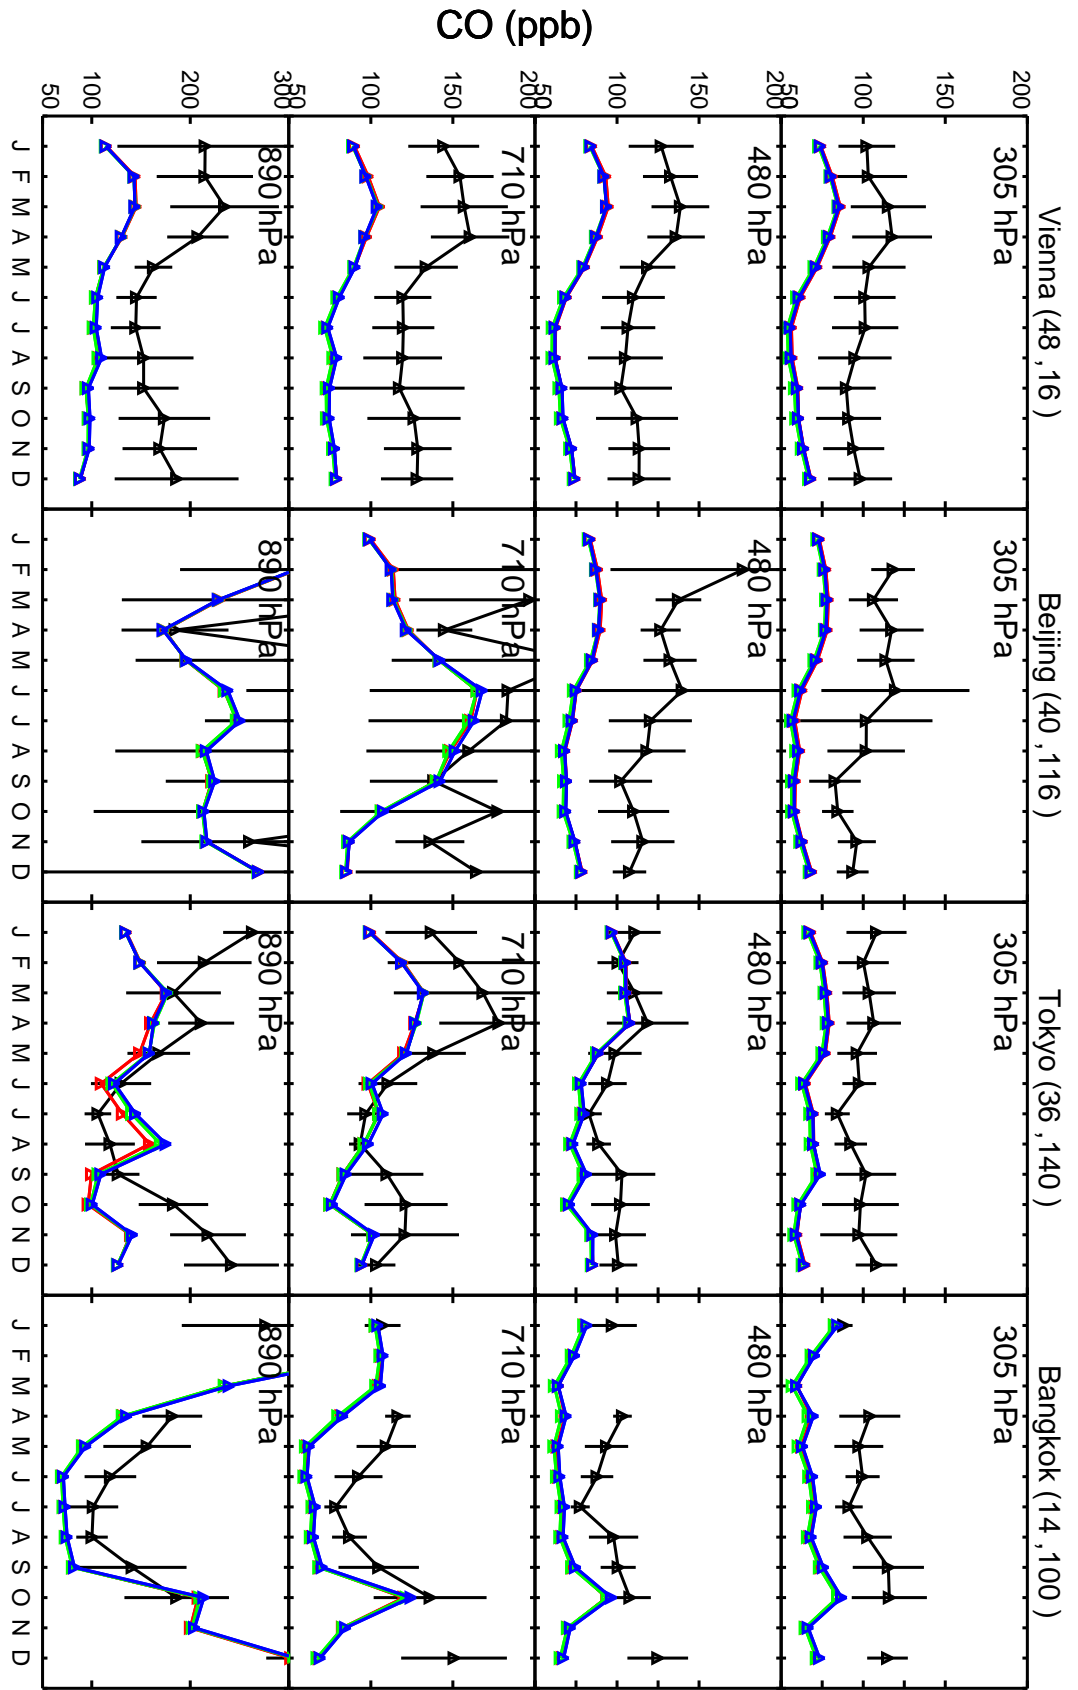 Vienna (48 ,16 ) Beijing (40 ,116 ) Tokyo (36 ,140 ) Bangkok (14 ,100 )
CO (ppb)
200
150
100
50
305 hPa 305 hPa 305 hPa 305 hPa
200
150
100
50
480 hPa 480 hPa 480 hPa 480 hPa
200
150
100
50
710 hPa 710 hPa 710 hPa 710 hPa
300
200
100
50
890 hPa 890 hPa 890 hPa 890 hPa
J F M A M J J A S O N D J F M A M J J A S O N D J F M A M J J A S O N D J F M A M J J A S O N D